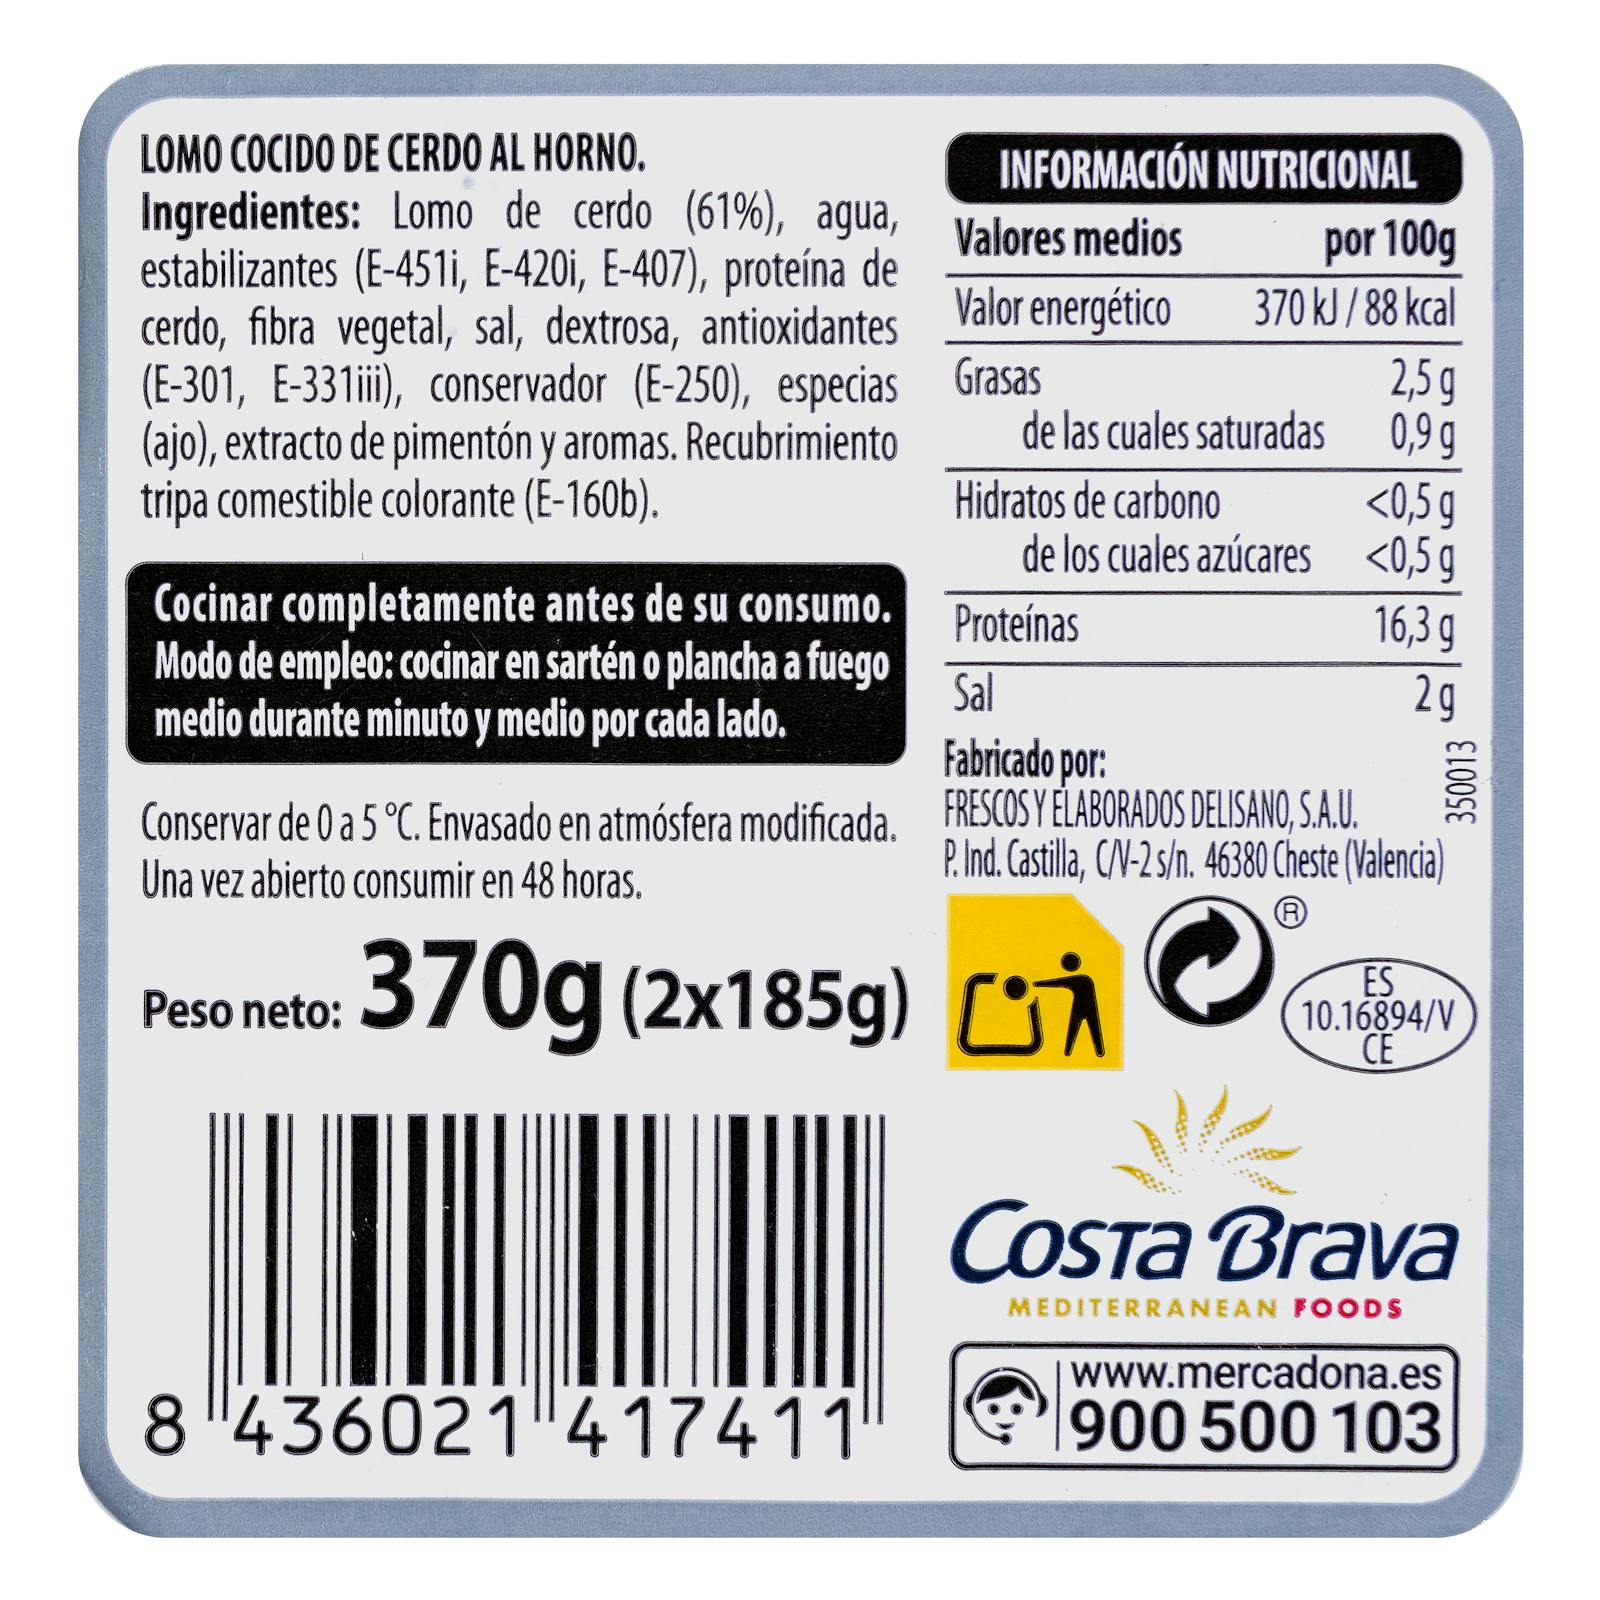 LOMO COCIDO DE CERDO AL HORNO.
Ingredientes: Lomo de cerdo (61%), agua,
estabilizantes (E-451i, E-420i, E-407), proteína de
cerdo, fibra vegetal, sal, dextrosa, antioxidantes
(E-301, E-331iii), conservador (E-250), especias
(ajo), extracto de pimentón y aromas. Recubrimiento
tripa comestible colorante (E-160b).
Cocinar completamente antes de su consumo.
Modo de empleo: cocinar en sartén o plancha a fuego
medio durante minuto y medio por cada lado.
Conservar de 0 a 5 °C. Envasado en atmósfera modificada.
Una vez abierto consumir en 48 horas.
Peso neto: 370g (2x185g)
8 436021 417411
INFORMACIÓN NUTRICIONAL
Valores medios por 100g
Valor energético 370 kJ / 88 kcal
Grasas 2,5 g
de las cuales saturadas 0,9 g
Hidratos de carbono <0,5 g
de los cuales azúcares <0,5 g
Proteínas 16,3 g
Sal 2 g
Fabricado por:
FRESCOS Y ELABORADOS DELISANO, S.A.U.
P. Ind. Castilla, C/V-2 s/n. 46380 Cheste (Valencia)
350013
®
ES
10.16894/V
CE
Costa Brava
MEDITERRANEAN FOODS
www.mercadona.es
900 500 103